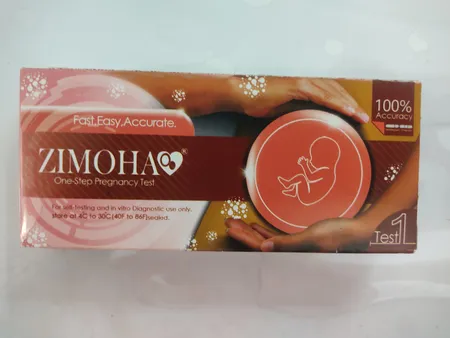 Fast,Easy,Accurate.
100%
Accuracy
ZIMOHA
®
One-Step Pregnancy Test
For self-testing and in vitro Diagnostic use only.
Store at 4C to 30C(40F to 86F)sealed.
Test 1